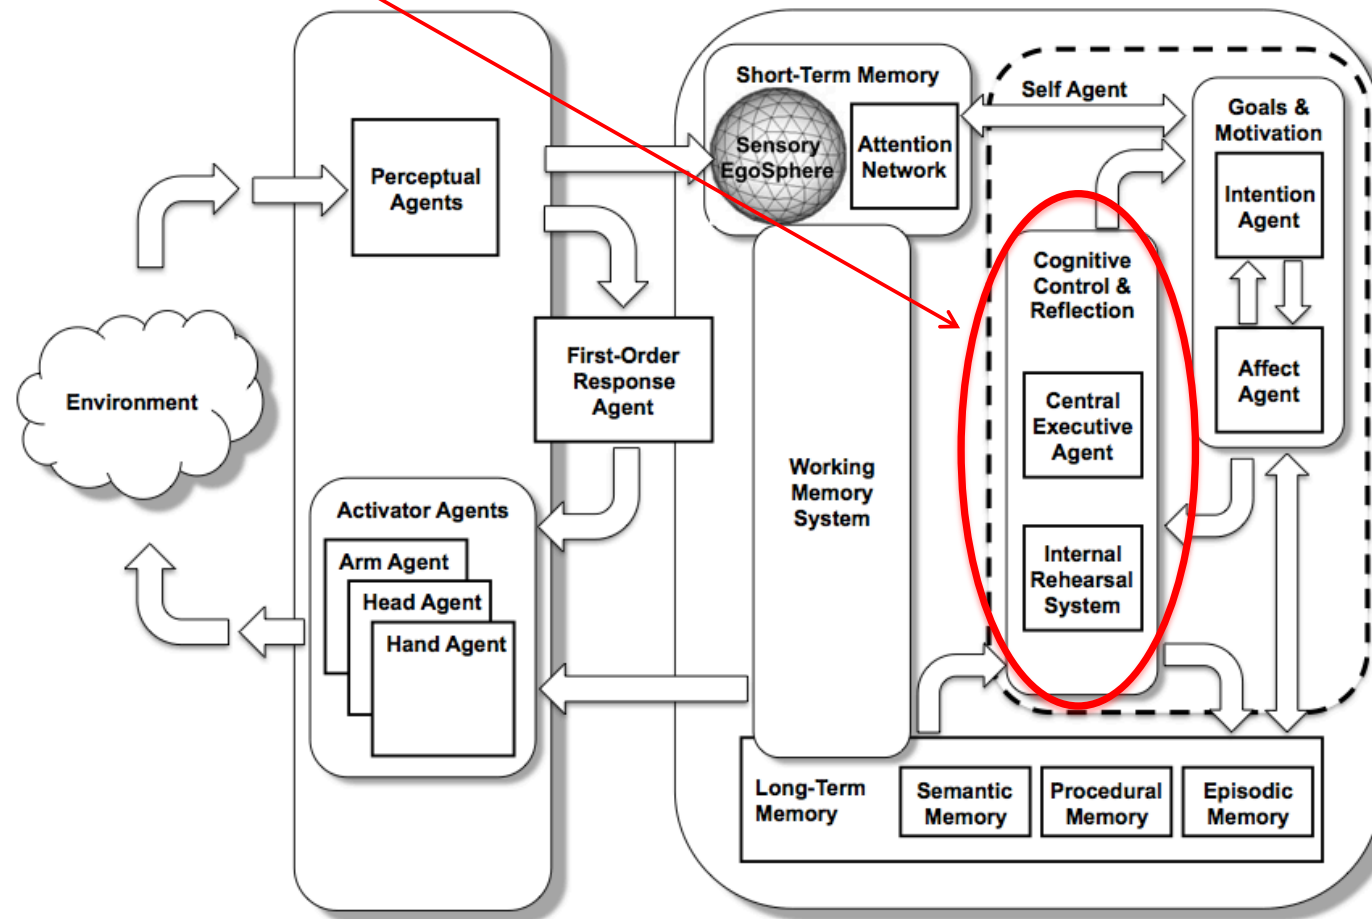 Short-Term Memory
Sensory
EgoSphere
Attention
Network
Self Agent
Goals &
Motivation
Intention
Agent
Affect
Agent
Perceptual
Agents
First-Order
Response
Agent
Environment
Cognitive
Control &
Reflection
Central
Executive
Agent
Internal
Rehearsal
System
Working
Memory
System
Activator Agents
Arm Agent
Head Agent
Hand Agent
Long-Term
Memory
Semantic
Memory
Procedural
Memory
Episodic
Memory